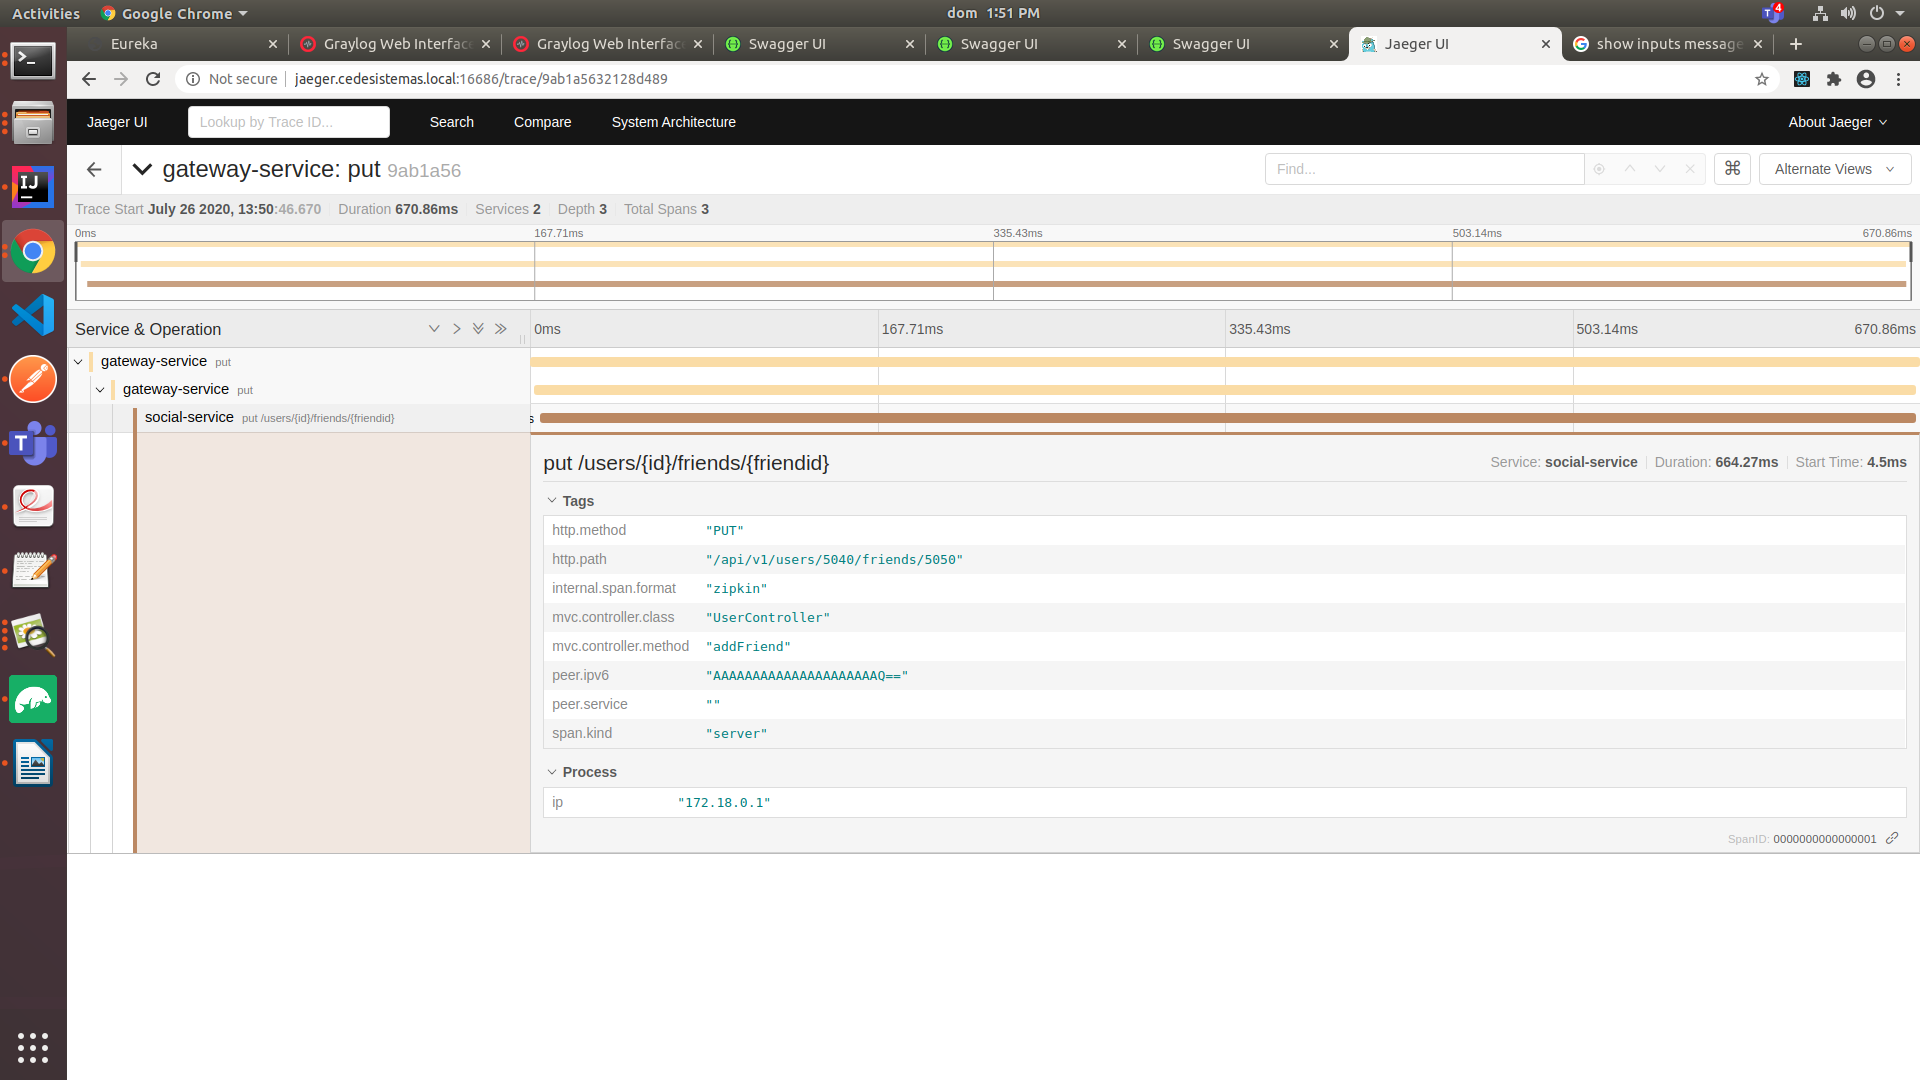 Activities Google Chrome dom 1:51 PM 4
Eureka Graylog Web Interface Graylog Web Interface Swagger UI Swagger UI Swagger UI Jaeger UI show inputs message
Not secure jaeger.cedesistemas.local:16686/trace/9ab1a5632128d489
Jaeger UI Lookup by Trace ID... Search Compare System Architecture About Jaeger
gateway-service: put 9ab1a56 Find... ⌘ Alternate Views
Trace Start July 26 2020, 13:50:46.670 Duration 670.86ms Services 2 Depth 3 Total Spans 3
0ms 167.71ms 335.43ms 503.14ms 670.86ms
Service & Operation 0ms 167.71ms 335.43ms 503.14ms 670.86ms
gateway-service put
gateway-service put
social-service put /users/{id}/friends/{friendid} s
put /users/{id}/friends/{friendid} Service: social-service Duration: 664.27ms Start Time: 4.5ms
Tags
http.method "PUT"
http.path "/api/v1/users/5040/friends/5050"
internal.span.format "zipkin"
mvc.controller.class "UserController"
mvc.controller.method "addFriend"
peer.ipv6 "AAAAAAAAAAAAAAAAAAAAAQ=="
peer.service ""
span.kind "server"
Process
ip "172.18.0.1"
SpanID: 0000000000000001